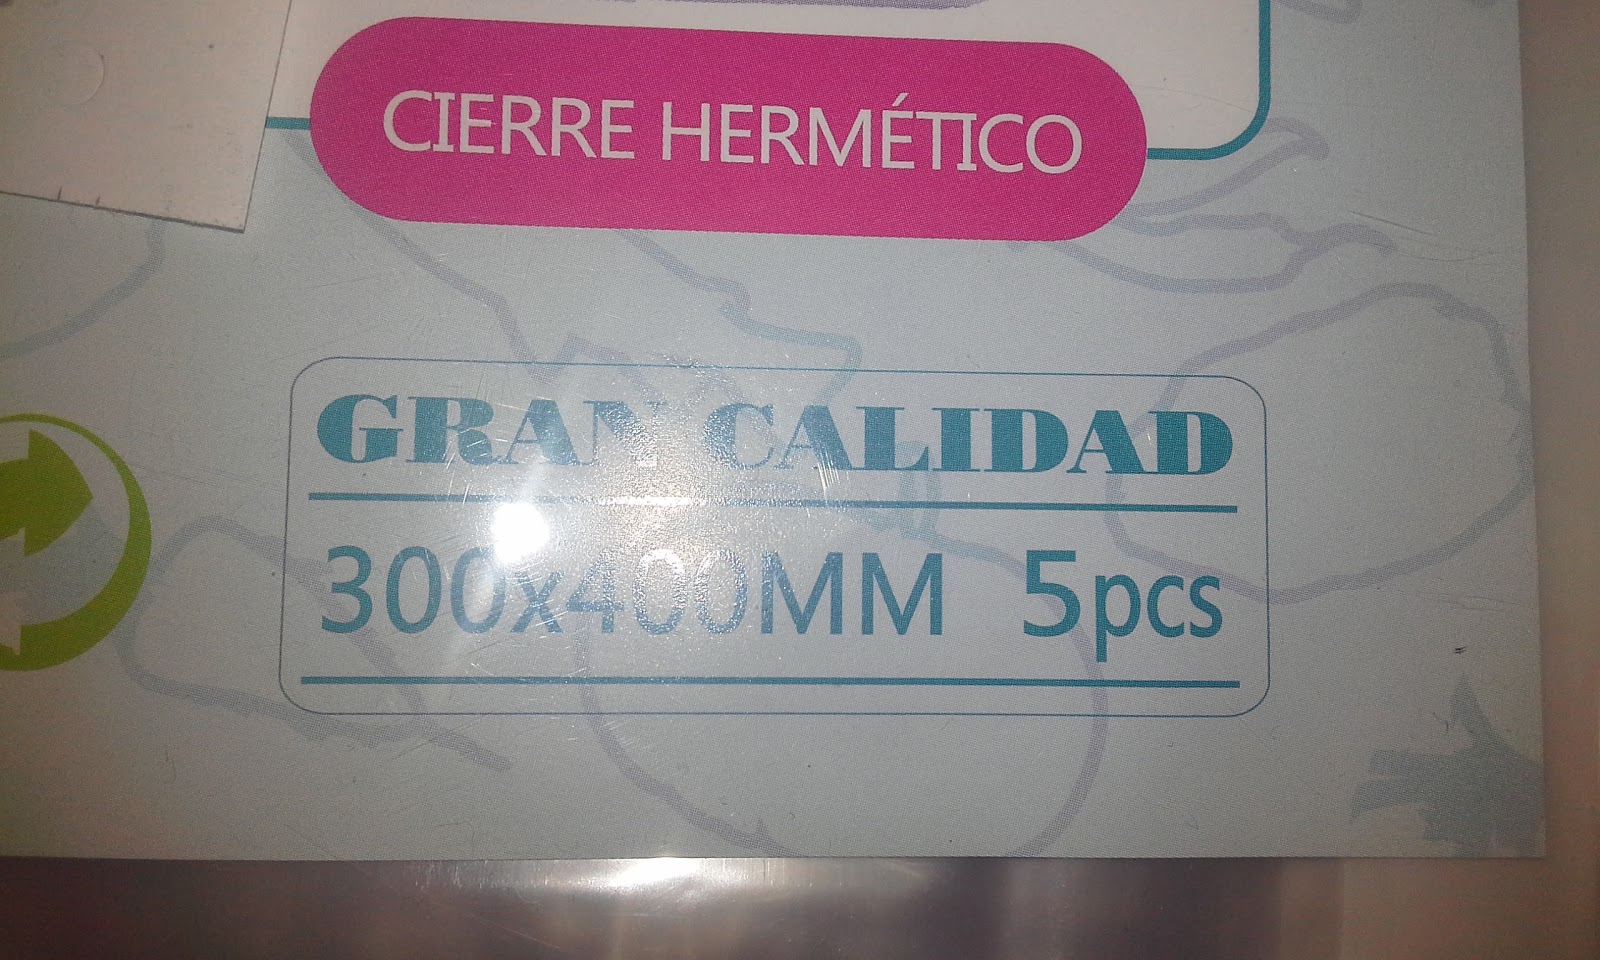 CIERRE HERMÉTICO
GRAN CALIDAD
300x400MM 5pcs